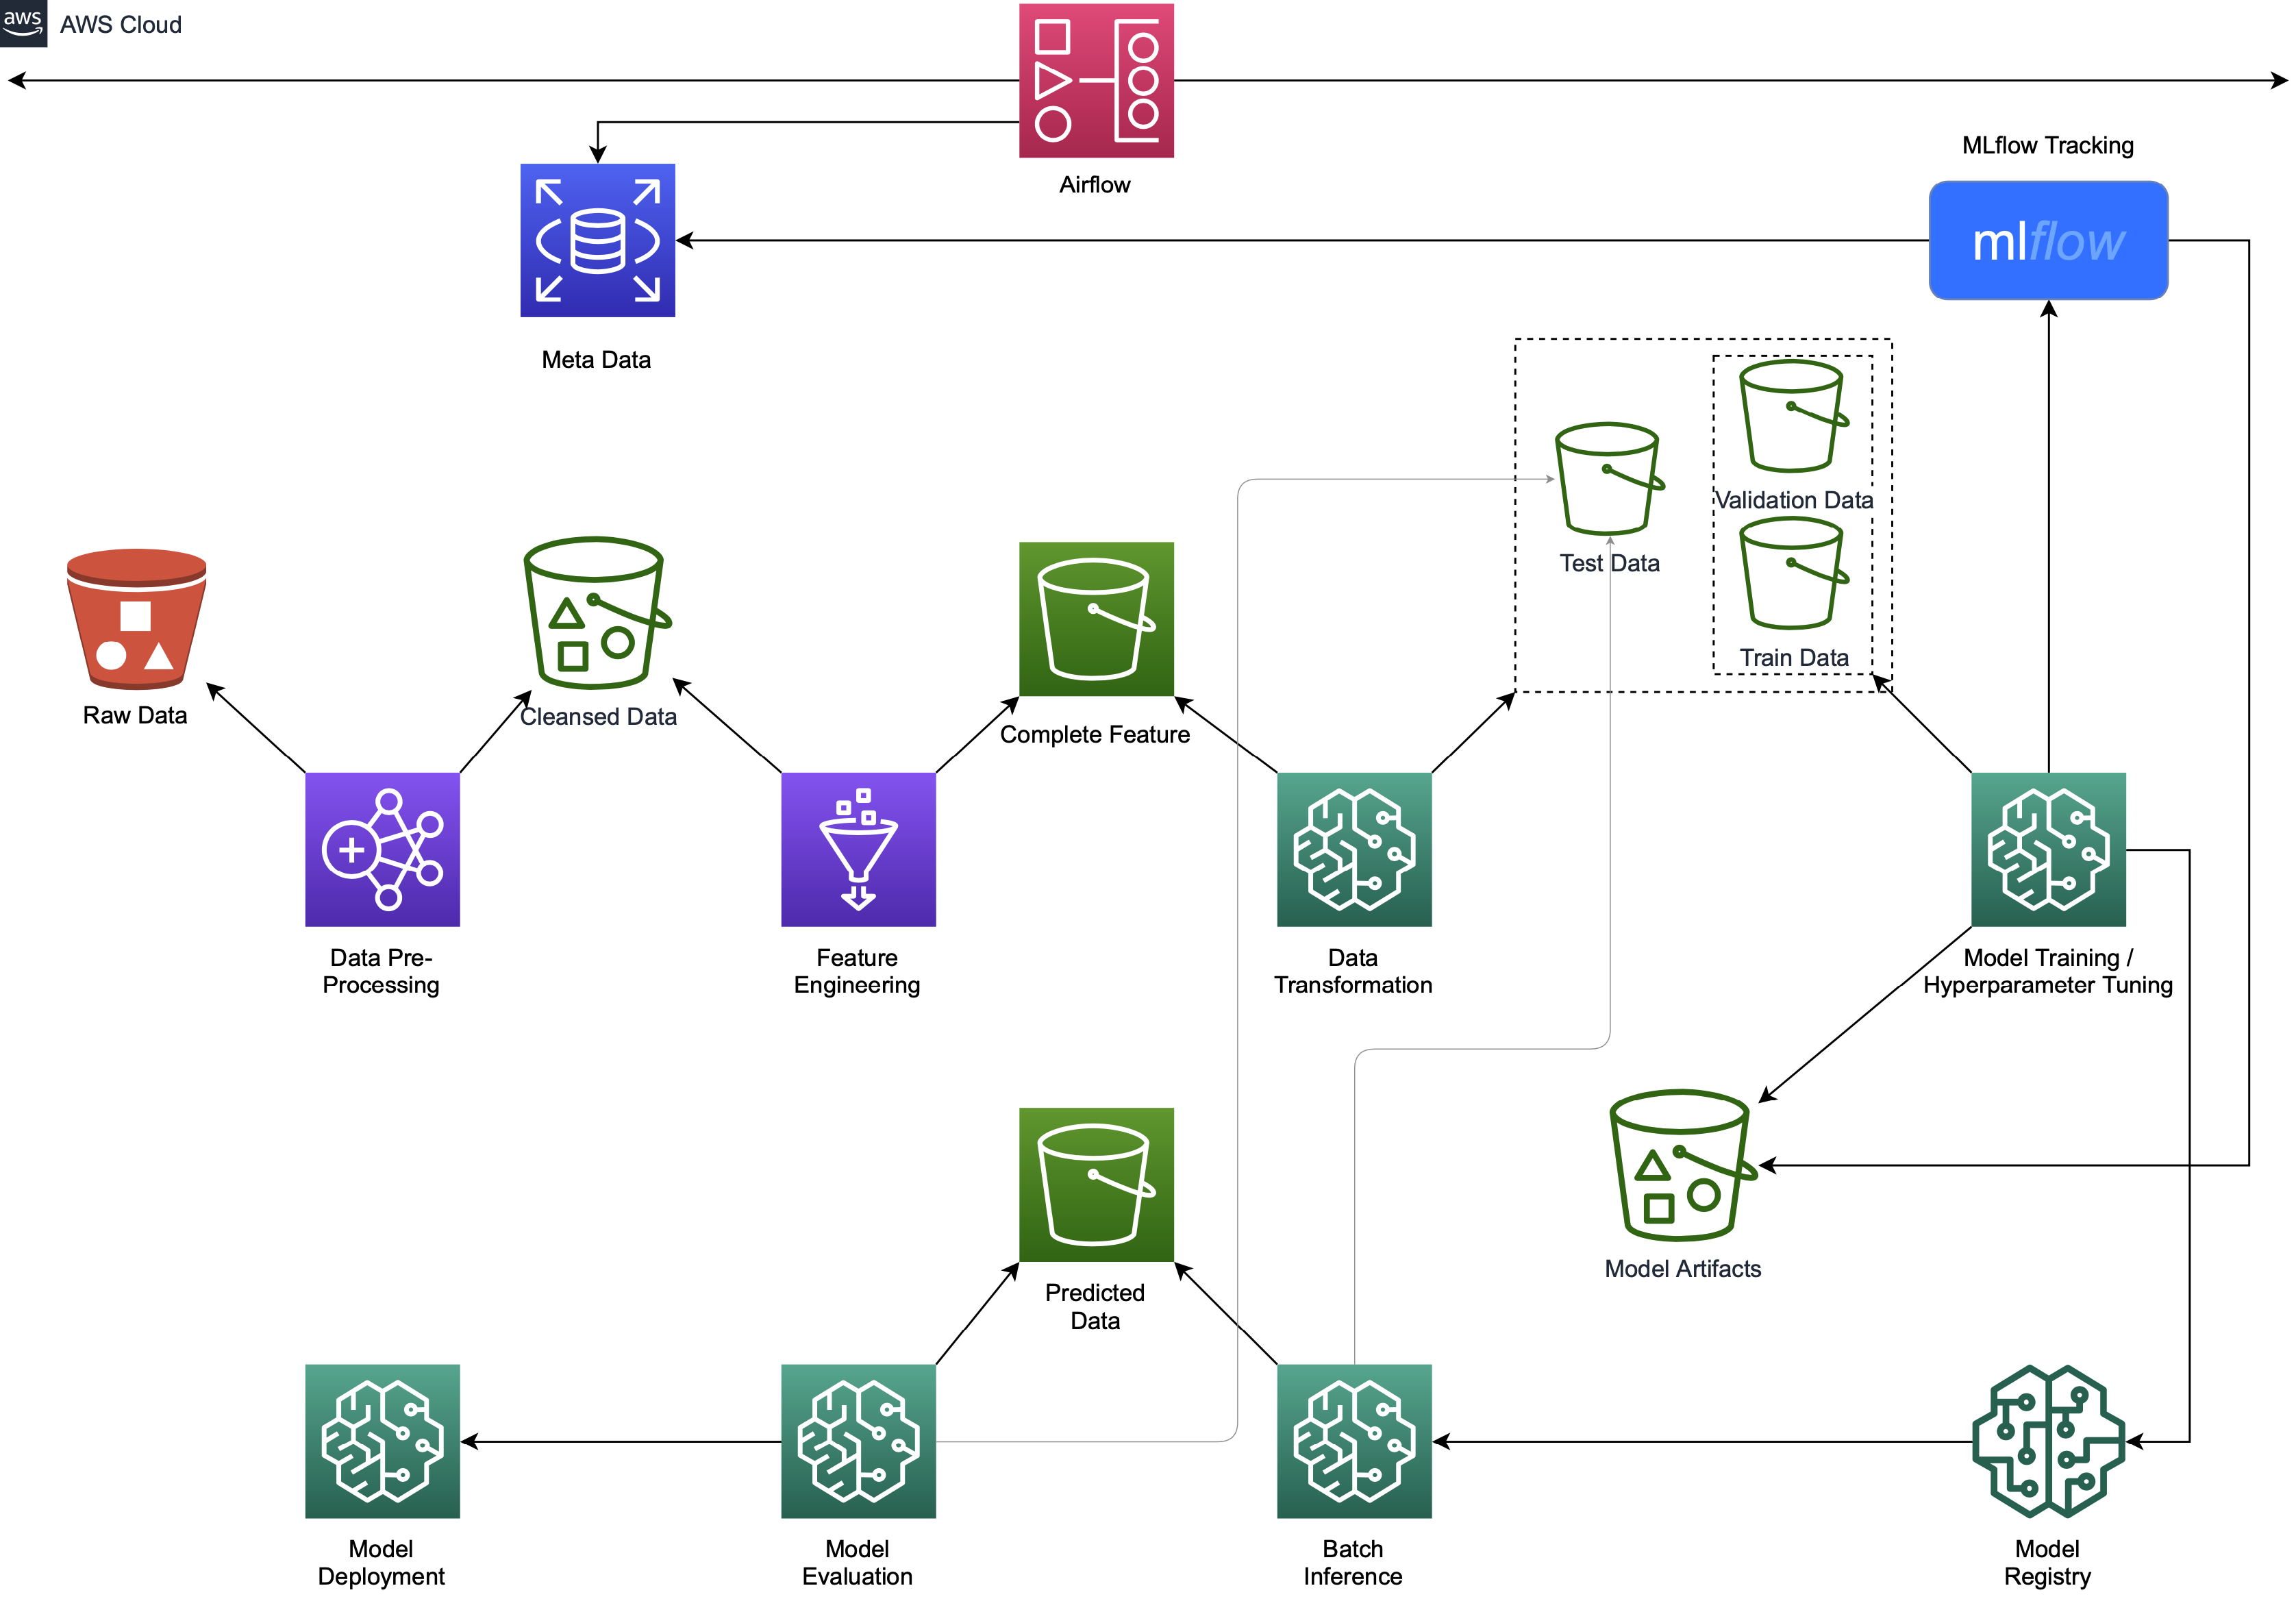 aws
AWS Cloud
Airflow
MLflow Tracking
mlflow
Meta Data
Validation Data
Test Data
Train Data
Raw Data
Cleansed Data
Complete Feature
Data Pre-
Processing
Feature
Engineering
Data
Transformation
Model Training /
Hyperparameter Tuning
Model Artifacts
Predicted
Data
Model
Deployment
Model
Evaluation
Batch
Inference
Model
Registry